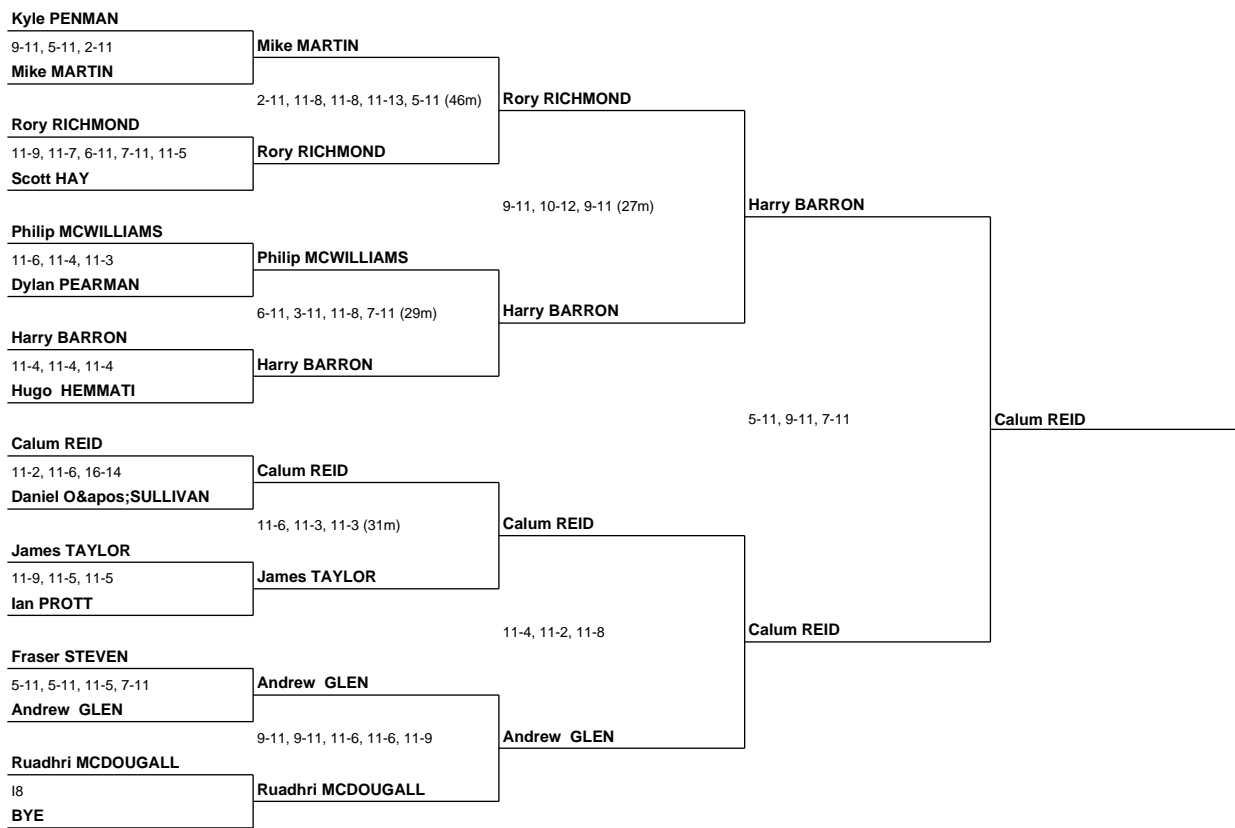 Kyle PENMAN
9-11, 5-11, 2-11
Mike MARTIN
Mike MARTIN
2-11, 11-8, 11-8, 11-13, 5-11 (46m)
Rory RICHMOND
Rory RICHMOND
11-9, 11-7, 6-11, 7-11, 11-5
Scott HAY
Rory RICHMOND
9-11, 10-12, 9-11 (27m)
Harry BARRON
Philip MCWILLIAMS
11-6, 11-4, 11-3
Dylan PEARMAN
Philip MCWILLIAMS
6-11, 3-11, 11-8, 7-11 (29m)
Harry BARRON
Harry BARRON
11-4, 11-4, 11-4
Hugo  HEMMATI
Harry BARRON
5-11, 9-11, 7-11
Calum REID
Calum REID
11-2, 11-6, 16-14
Daniel O&apos;SULLIVAN
Calum REID
11-6, 11-3, 11-3 (31m)
Calum REID
James TAYLOR
11-9, 11-5, 11-5
Ian PROTT
James TAYLOR
11-4, 11-2, 11-8
Calum REID
Fraser STEVEN
5-11, 5-11, 11-5, 7-11
Andrew  GLEN
Andrew  GLEN
9-11, 9-11, 11-6, 11-6, 11-9
Andrew  GLEN
Ruadhri MCDOUGALL
I8
BYE
Ruadhri MCDOUGALL